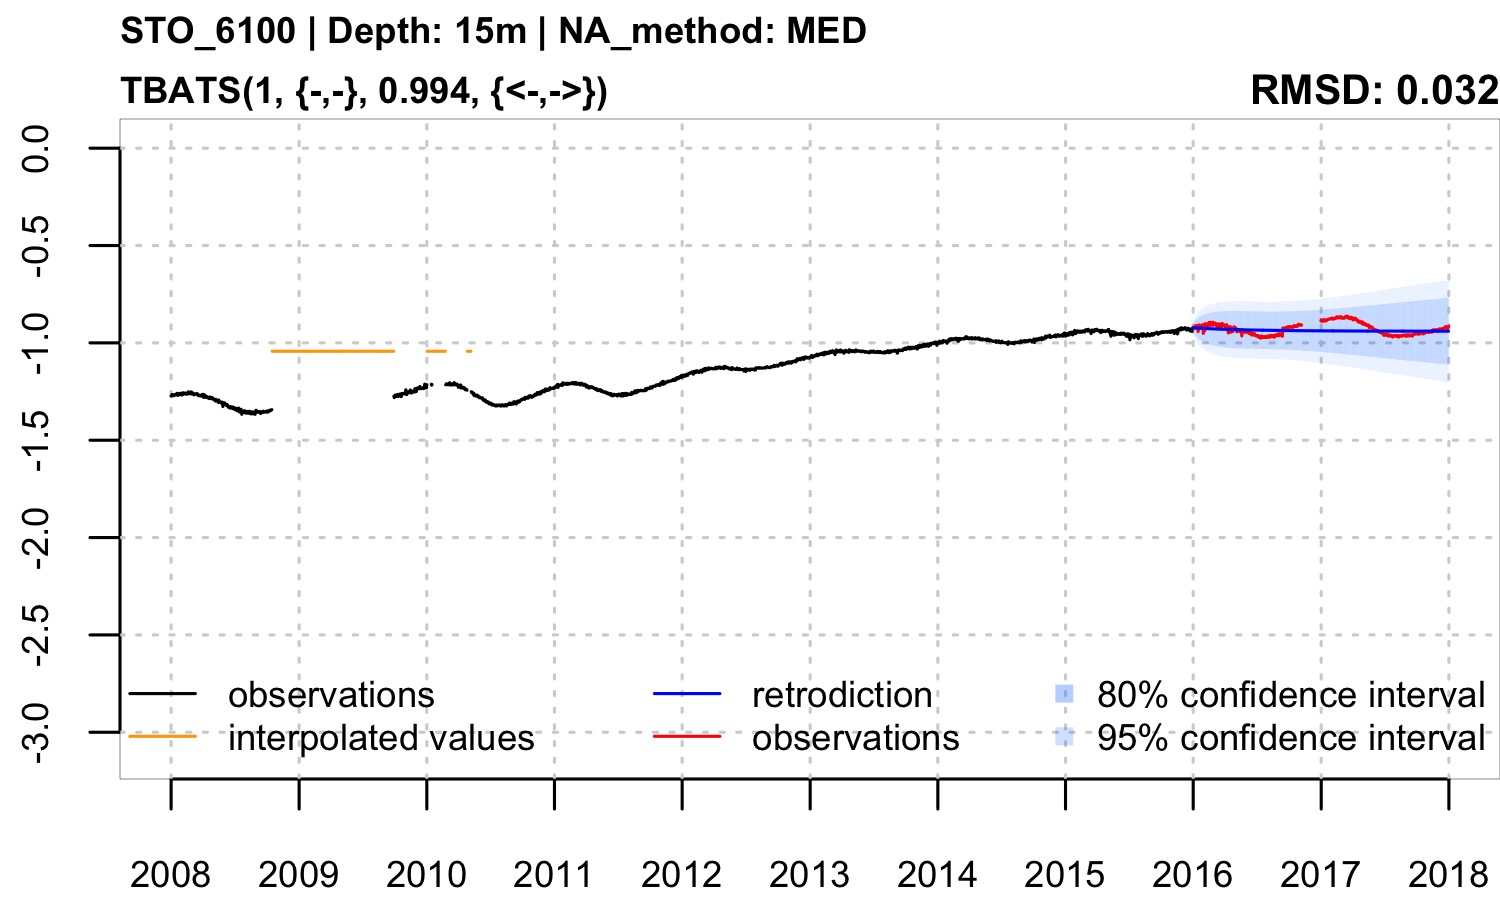 STO_6100 | Depth: 15m | NA_method: MED
TBATS(1, {-,-}, 0.994, {<-,->})
RMSD: 0.032
0.0
-0.5
-1.0
-1.5
-2.0
-2.5
-3.0
observations
retrodiction
80% confidence interval
interpolated values
observations
95% confidence interval
2008 2009 2010 2011 2012 2013 2014 2015 2016 2017 2018